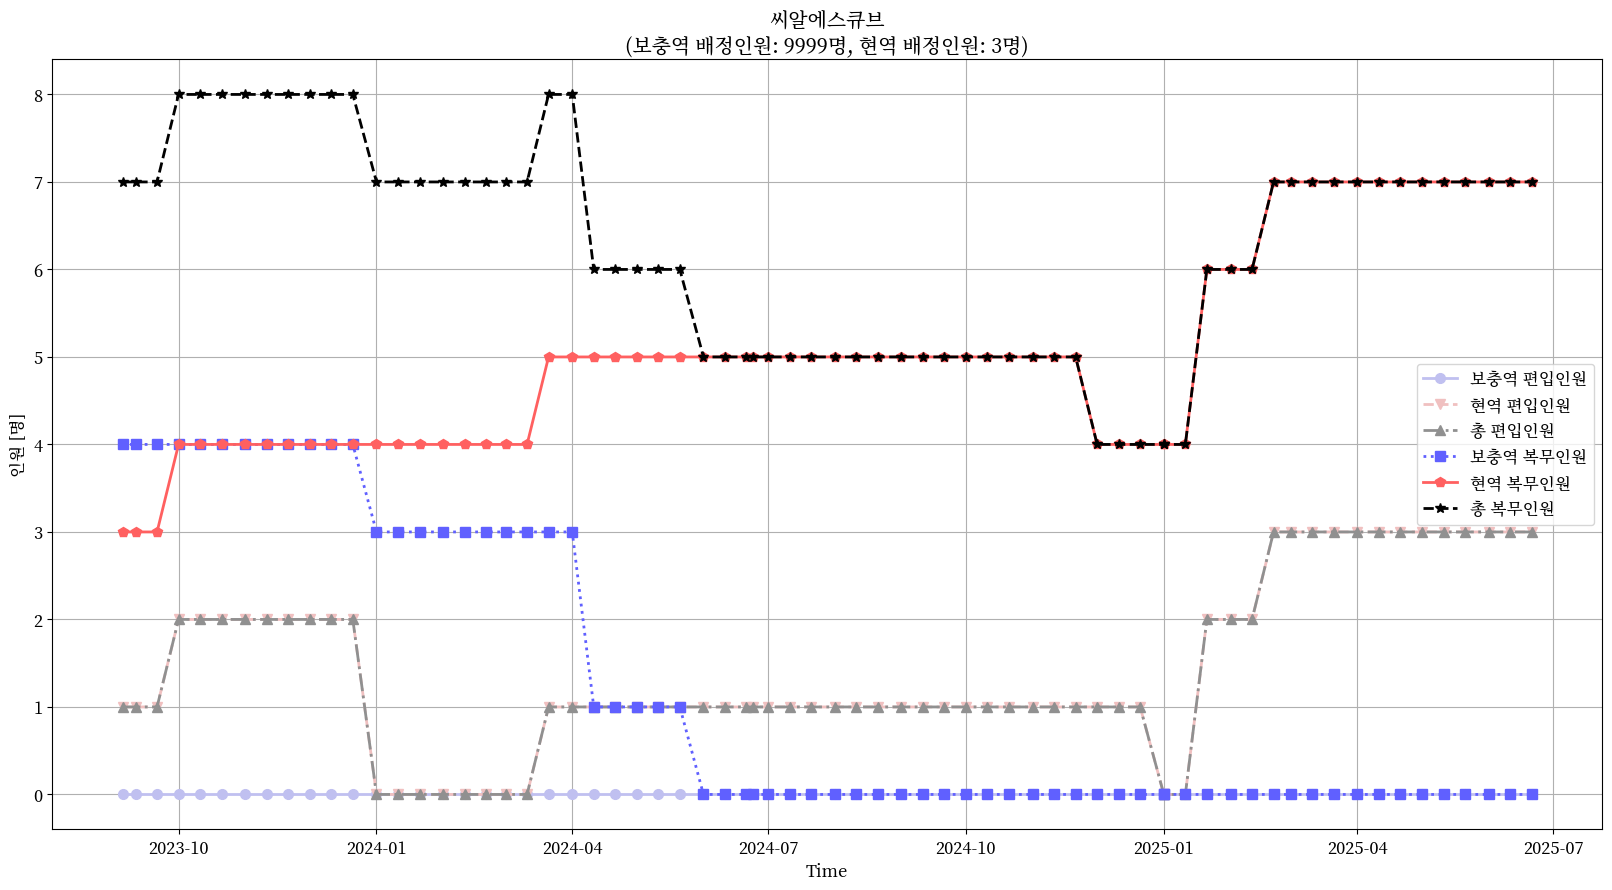 씨알에스큐브
(보충역 배정인원: 9999명, 현역 배정인원: 3명)
인원 [명]
8
7
6
5
4
3
2
1
0
보충역 편입인원
현역 편입인원
총 편입인원
보충역 복무인원
현역 복무인원
총 복무인원
2023-10
2024-01
2024-04
2024-07
2024-10
2025-01
2025-04
2025-07
Time